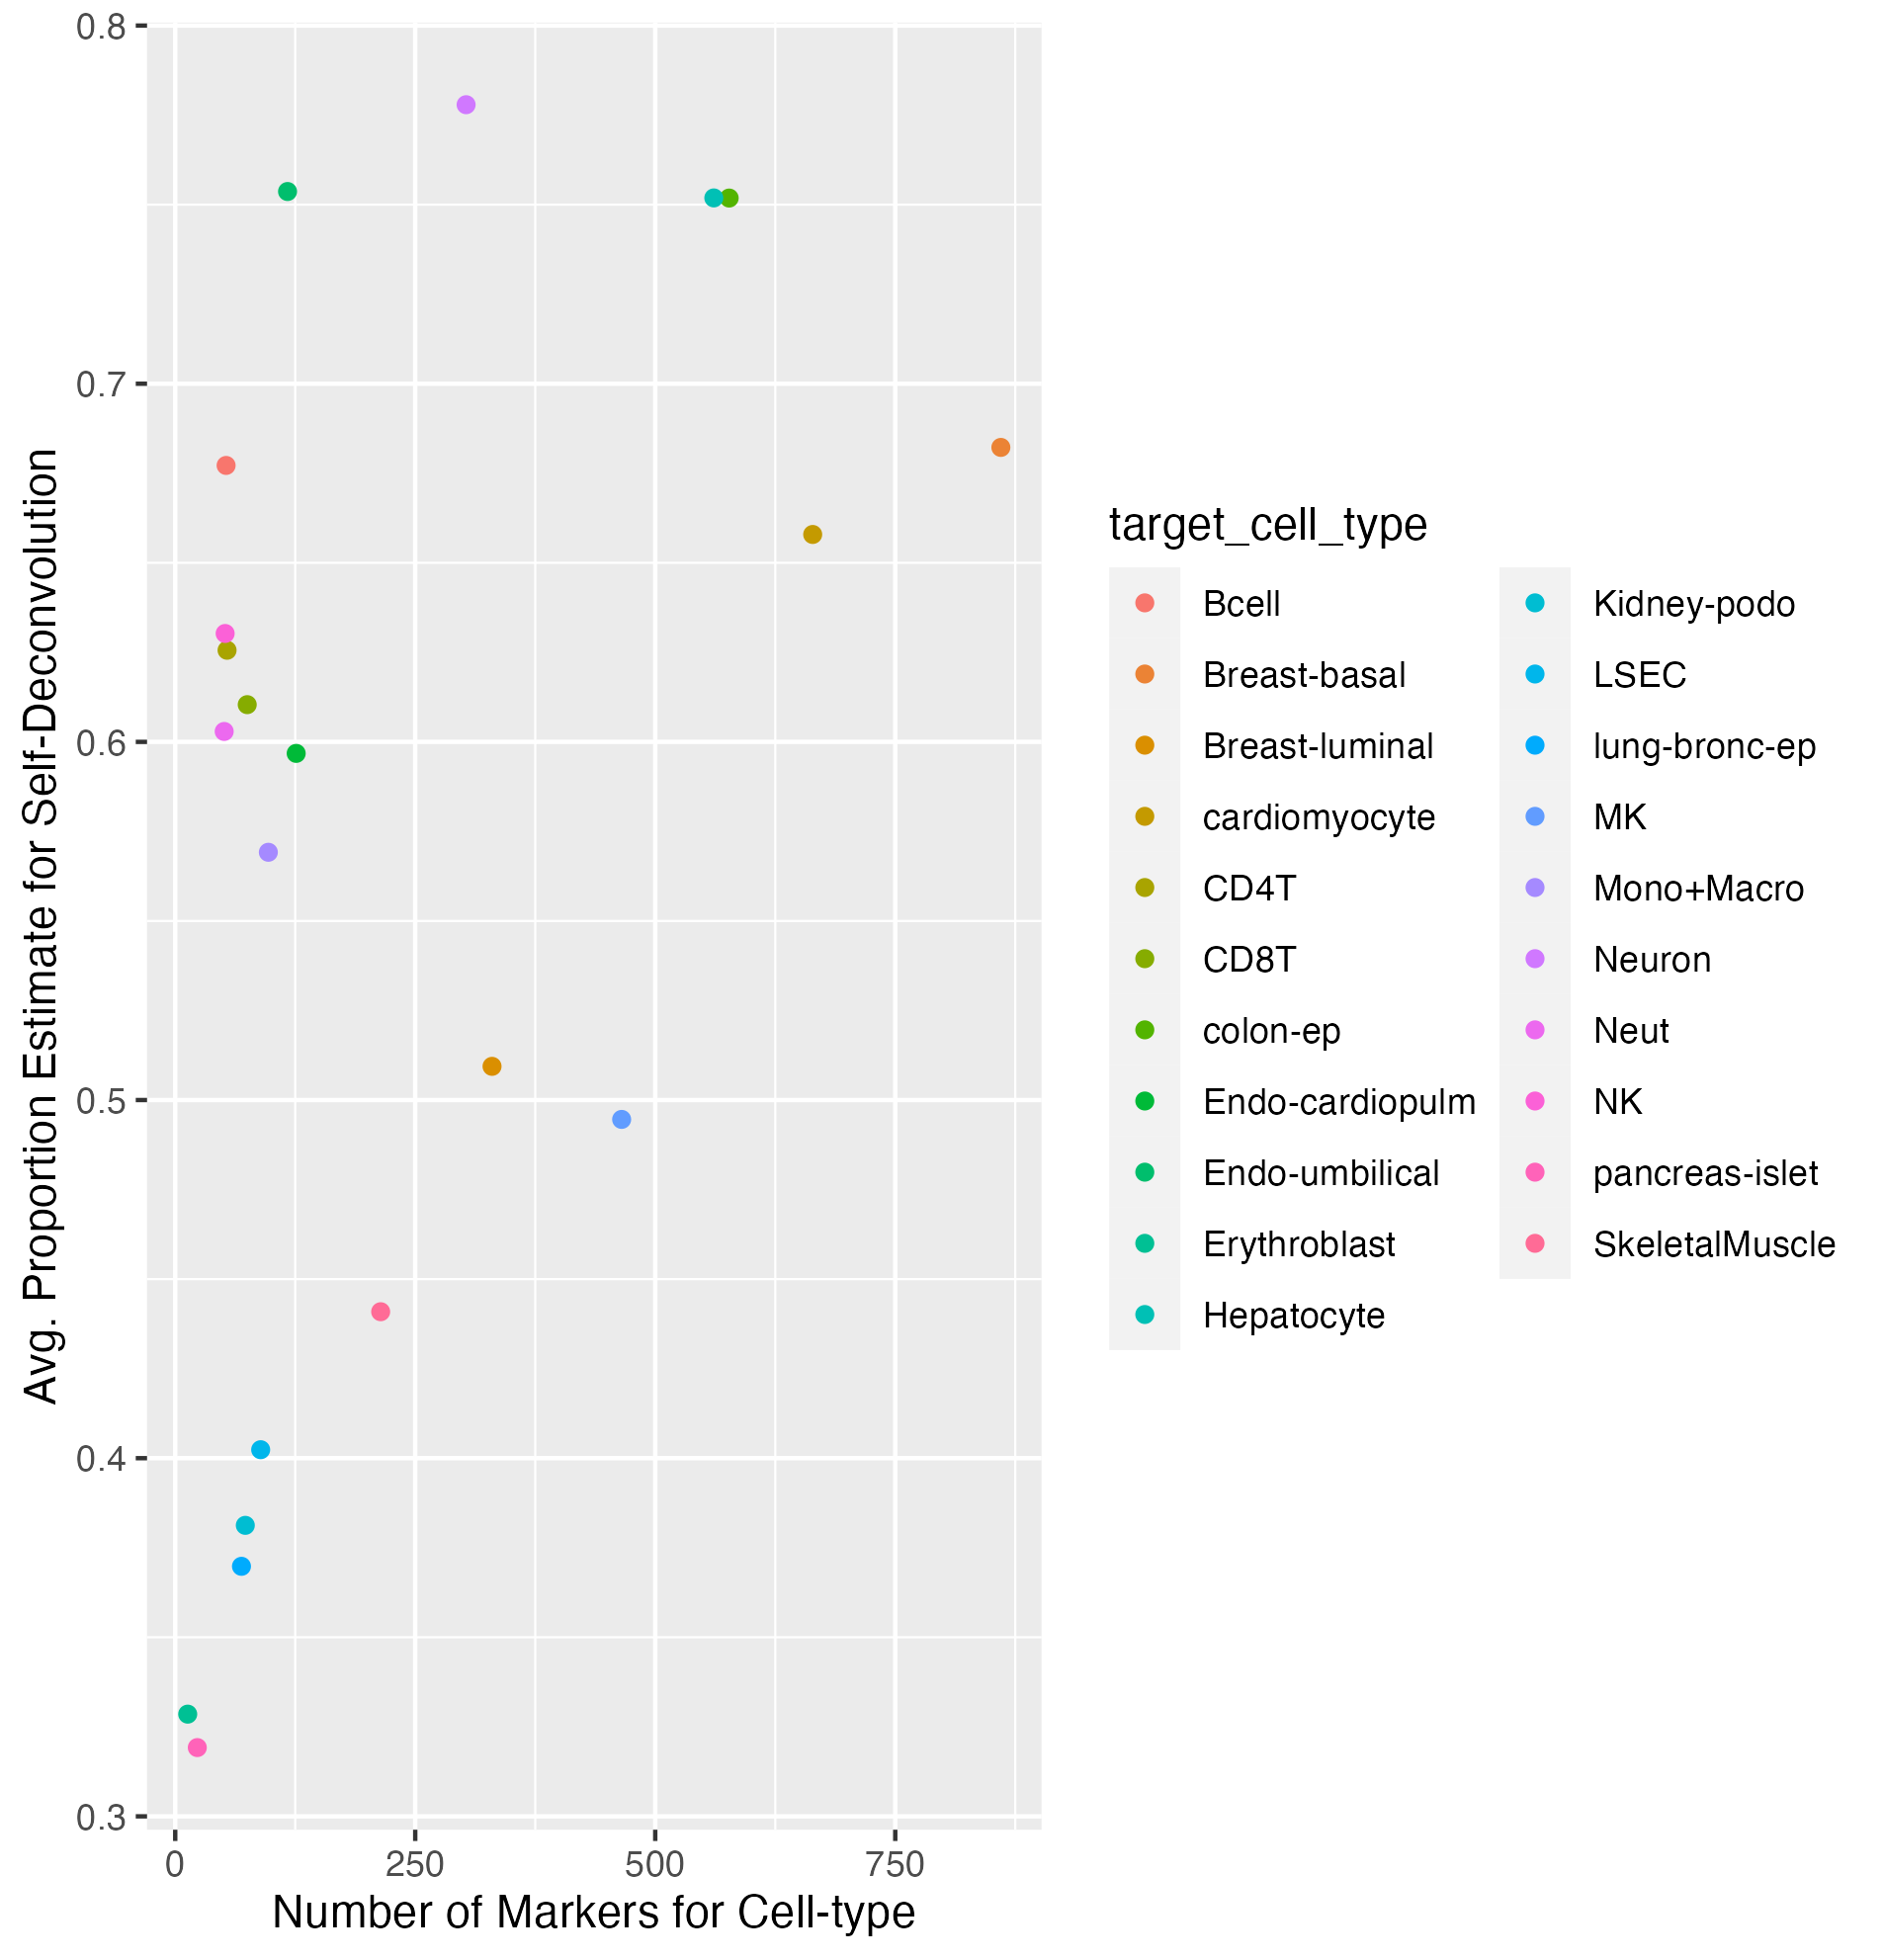 0.8
0.7
0.6
0.5
0.4
0.3
Avg. Proportion Estimate for Self-Deconvolution
0 250 500 750
Number of Markers for Cell-type
target_cell_type
Bcell
Breast-basal
Breast-luminal
cardiomyocyte
CD4T
CD8T
colon-ep
Endo-cardiopulm
Endo-umbilical
Erythroblast
Hepatocyte
Kidney-podo
LSEC
lung-bronc-ep
MK
Mono+Macro
Neuron
Neut
NK
pancreas-islet
SkeletalMuscle